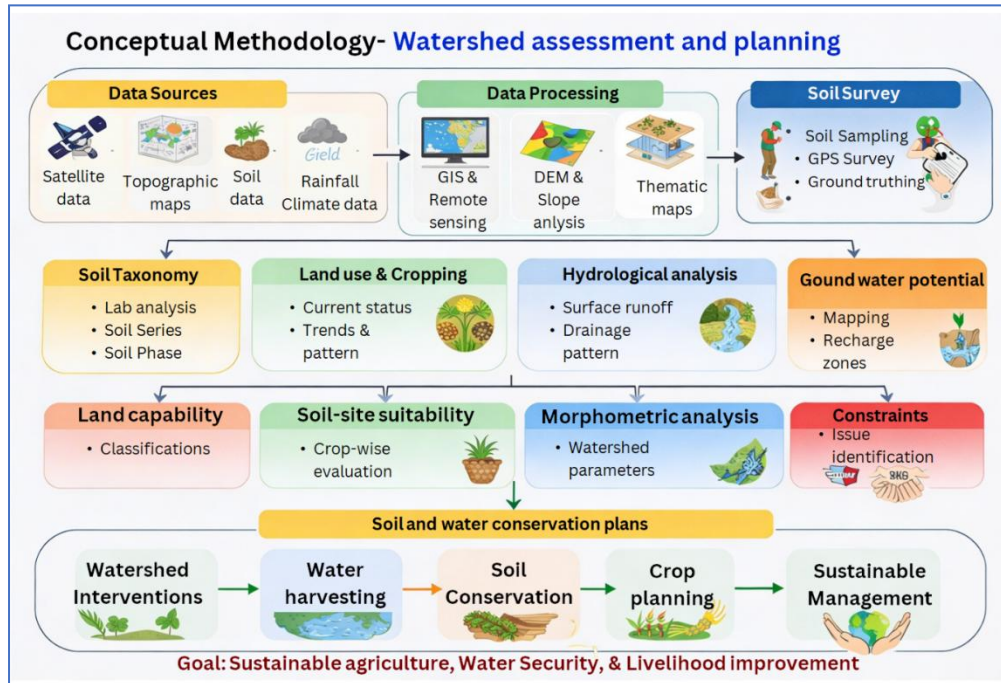 Conceptual Methodology- Watershed assessment and planning
Data Sources
Satellite
data
Topographic
maps
Soil
data
Gield
Rainfall
Climate data
Data Processing
GIS &
Remote
sensing
DEM &
Slope
anlysis
Thematic
maps
Soil Survey
• Soil Sampling
• GPS Survey
• Ground truthing
Soil Taxonomy
• Lab analysis
• Soil Series
• Soil Phase
Land use & Cropping
• Current status
• Trends &
pattern
Hydrological analysis
• Surface runoff
• Drainage
pattern
Gound water potential
• Mapping
• Recharge
zones
Land capability
• Classifications
Soil-site suitability
• Crop-wise
evaluation
Morphometric analysis
• Watershed
parameters
Constraints
• Issue
identification
Soil and water conservation plans
Watershed
Interventions
Water
harvesting
Soil
Conservation
Crop
planning
Sustainable
Management
Goal: Sustainable agriculture, Water Security, & Livelihood improvement